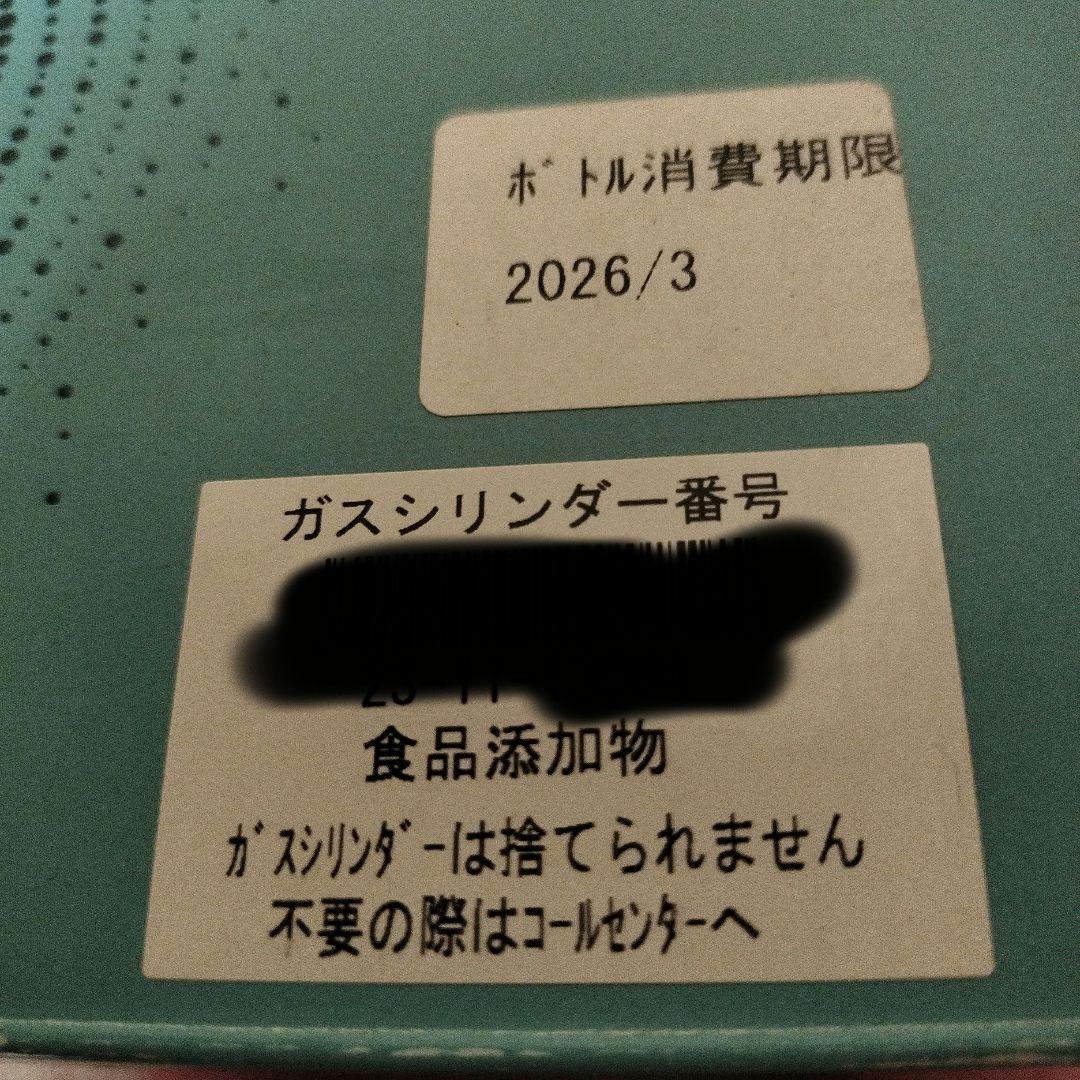 ﾎﾞﾄﾙ消費期限
2026/3
ガスシリンダー番号
食品添加物
ｶﾞｽｼﾘﾝﾀﾞｰは捨てられません
不要の際はｺｰﾙｾﾝﾀｰへ